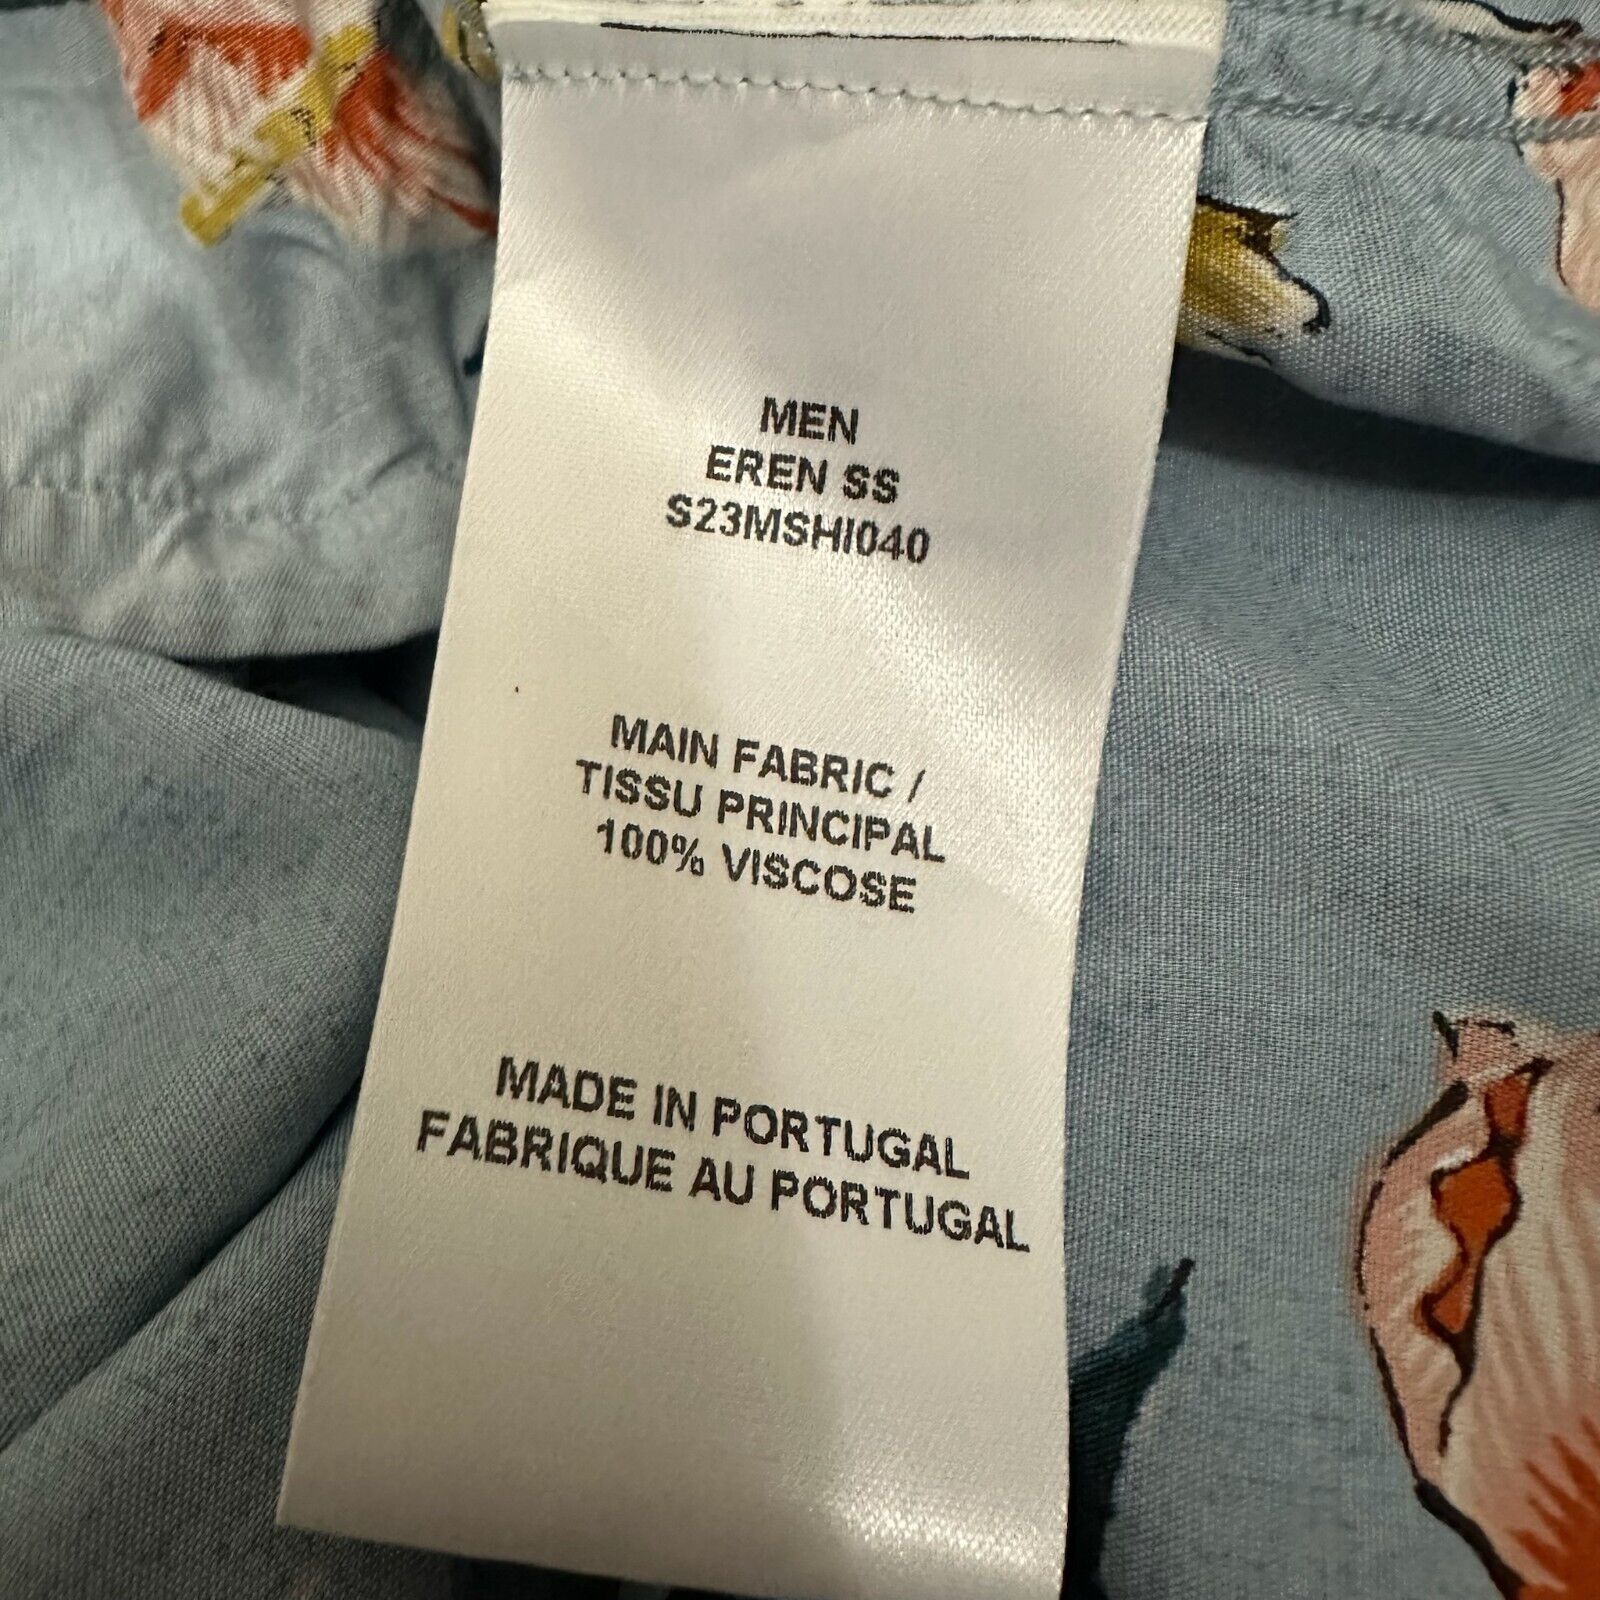 MEN
EREN SS
S23MSHI040
MAIN FABRIC /
TISSU PRINCIPAL
100% VISCOSE
MADE IN PORTUGAL
FABRIQUE AU PORTUGAL